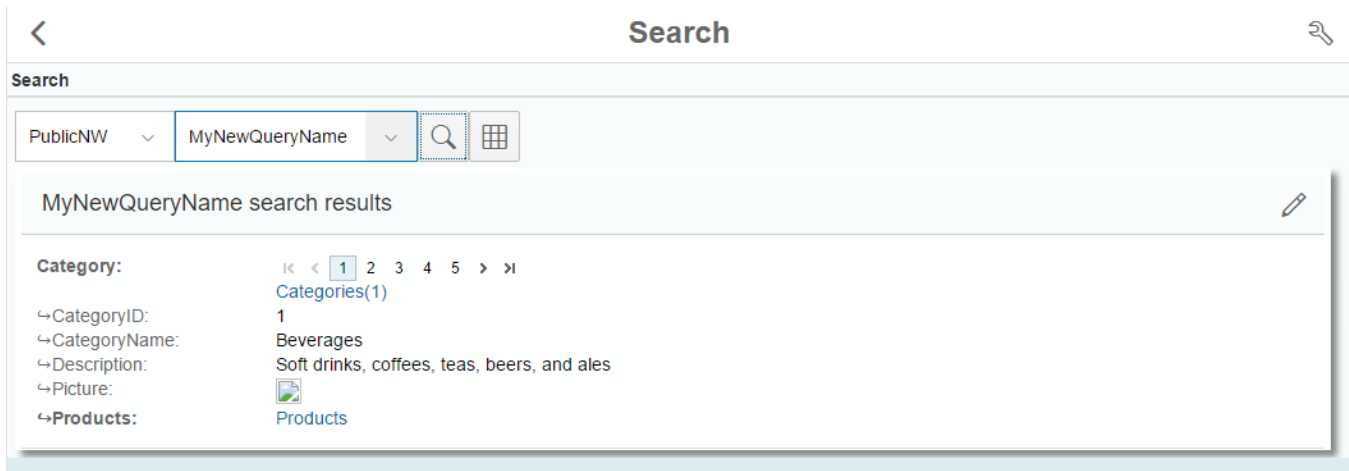 Search
Search
PublicNW MyNewQueryName
MyNewQueryName search results
Category: 1 2 3 4 5
Categories(1)
↪CategoryID: 1
↪CategoryName: Beverages
↪Description: Soft drinks, coffees, teas, beers, and ales
↪Picture:
↪Products: Products